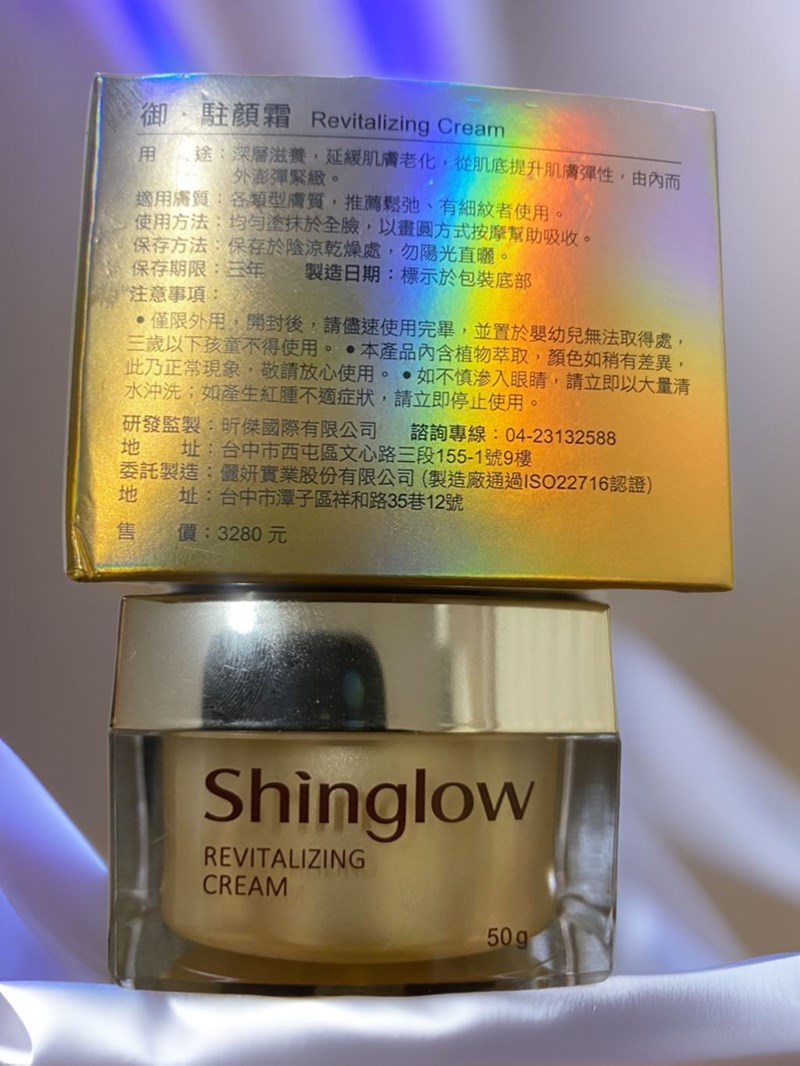 御・駐顏霜 Revitalizing Cream
用 途：深層滋養，延緩肌膚老化，從肌底提升肌膚彈性，由內而
外澎彈緊緻。
適用膚質：各類型膚質，推薦鬆弛、有細紋者使用。
使用方法：均勻塗抹於全臉，以畫圓方式按摩幫助吸收。
保存方法：保存於陰涼乾燥處，勿陽光直曬。
保存期限：三年 製造日期：標示於包裝底部
注意事項：
●僅限外用，開封後，請儘速使用完畢，並置於嬰幼兒無法取得處，
三歲以下孩童不得使用。●本產品內含植物萃取，顏色如稍有差異，
此乃正常現象，敬請放心使用。●如不慎滲入眼睛，請立即以大量清
水沖洗；如產生紅腫不適症狀，請立即停止使用。
研發監製：昕傑國際有限公司 諮詢專線：04-23132588
地 址：台中市西屯區文心路三段155-1號9樓
委託製造：儷妍實業股份有限公司 (製造廠通過ISO22716認證)
地 址：台中市潭子區祥和路35巷12號
售 價：3280 元
Shinglow
REVITALIZING
CREAM
50g